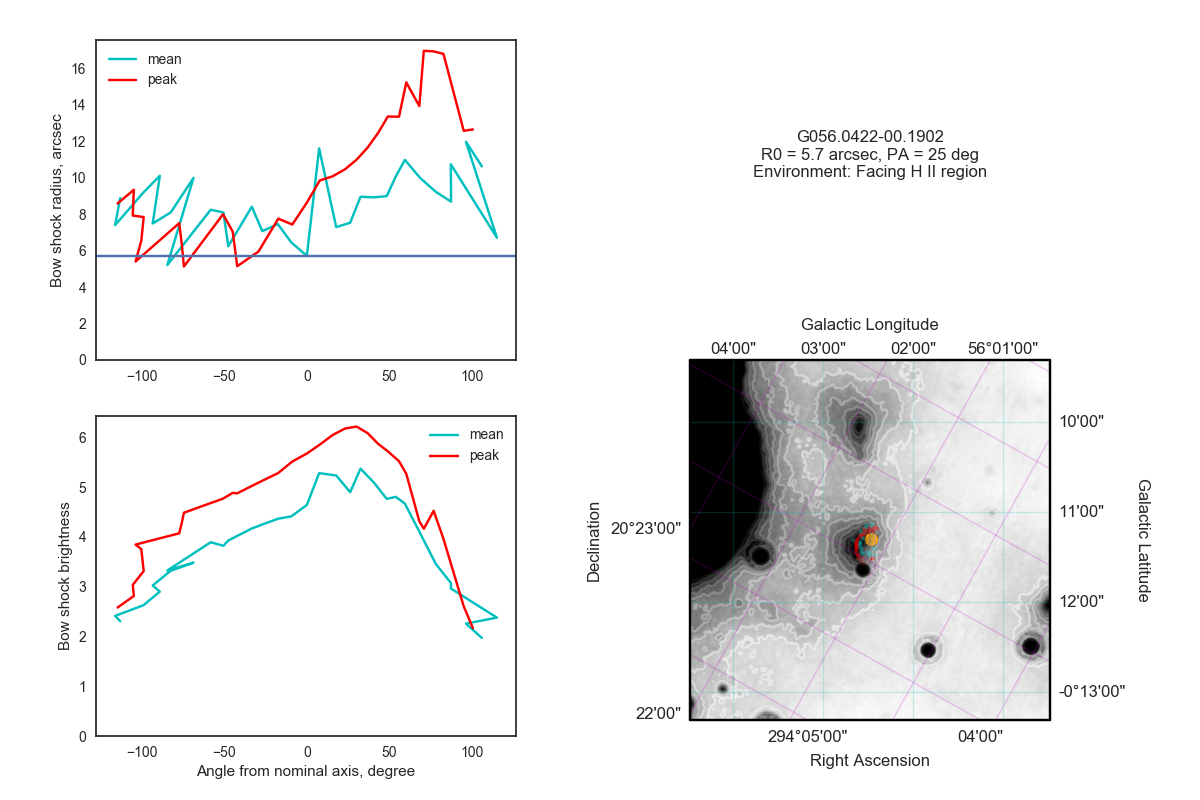 mean
peak
16
14
12
10
8
6
4
2
0
Bow shock radius, arcsec
−100
−50
0
50
100
G056.0422-00.1902
R0 = 5.7 arcsec, PA = 25 deg
Environment: Facing H II region
mean
peak
6
5
4
3
2
1
0
Bow shock brightness
−100
−50
0
50
100
Angle from nominal axis, degree
Galactic Longitude
04'00"
03'00"
02'00"
56°01'00"
10'00"
11'00"
12'00"
-0°13'00"
Galactic Latitude
20°23'00"
22'00"
Declination
294°05'00"
04'00"
Right Ascension